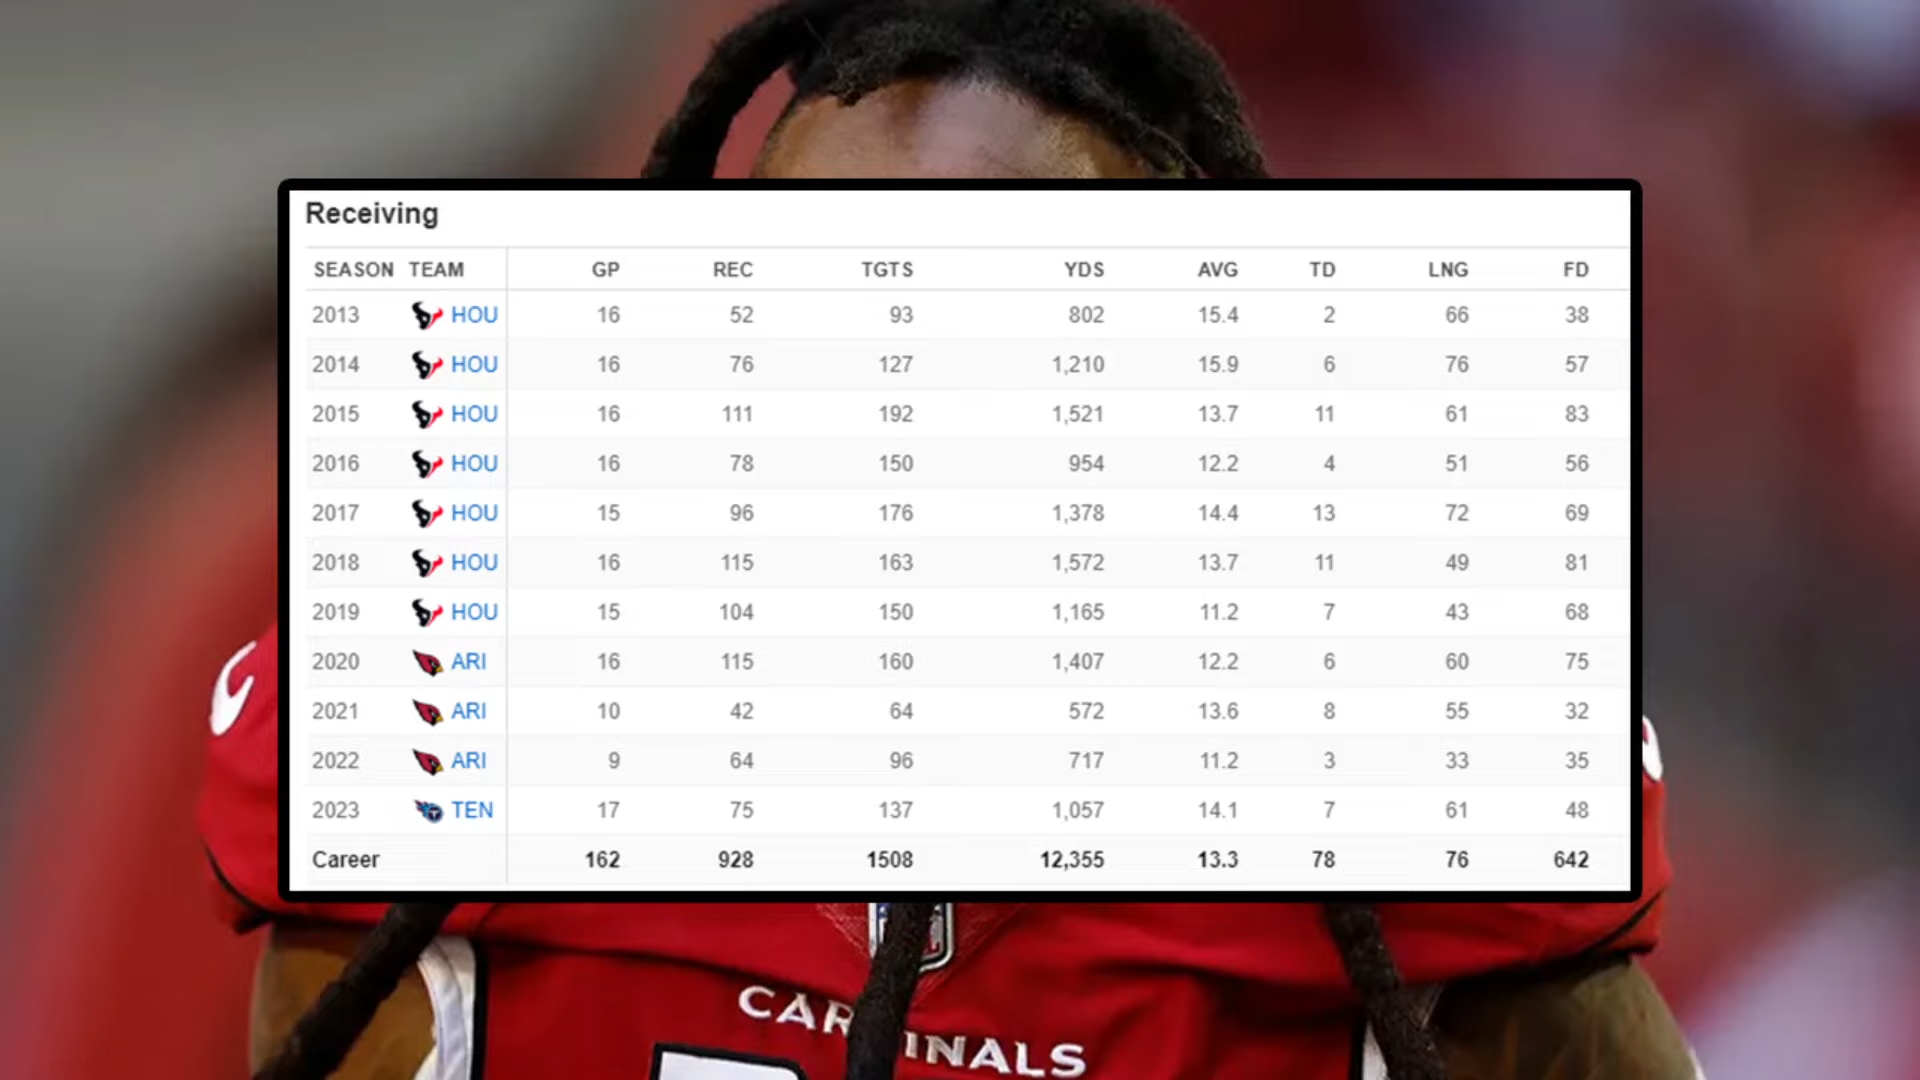 Receiving
SEASON TEAM GP REC TGTS YDS AVG TD LNG FD
2013 HOU 16 52 93 802 15.4 2 66 38
2014 HOU 16 76 127 1,210 15.9 6 76 57
2015 HOU 16 111 192 1,521 13.7 11 61 83
2016 HOU 16 78 150 954 12.2 4 51 56
2017 HOU 15 96 176 1,378 14.4 13 72 69
2018 HOU 16 115 163 1,572 13.7 11 49 81
2019 HOU 15 104 150 1,165 11.2 7 43 68
2020 ARI 16 115 160 1,407 12.2 6 60 75
2021 ARI 10 42 64 572 13.6 8 55 32
2022 ARI 9 64 96 717 11.2 3 33 35
2023 TEN 17 75 137 1,057 14.1 7 61 48
Career 162 928 1508 12,355 13.3 78 76 642
CARDINALS